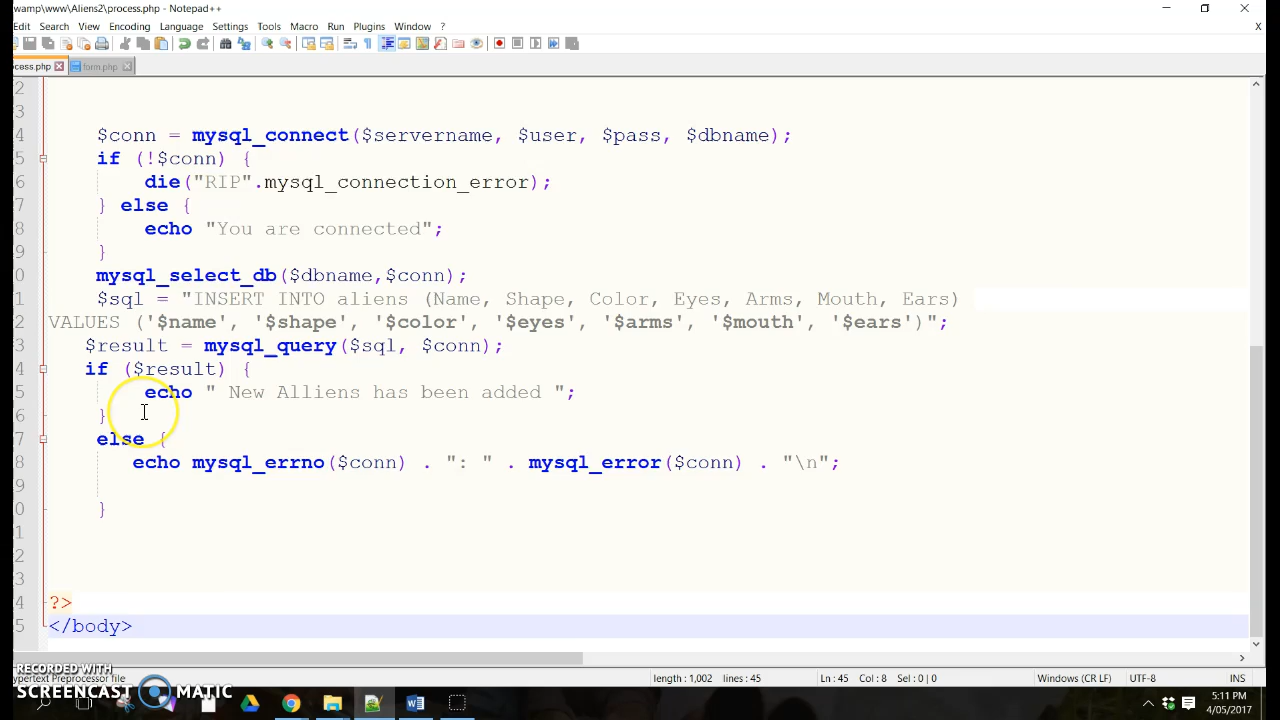 wamp\www\Aliens2\process.php - Notepad++
Edit Search View Encoding Language Settings Tools Macro Run Plugins Window ? X
cess.php form.php
2
3
4 $conn = mysql_connect($servername, $user, $pass, $dbname);
5 if (!$conn) {
6 die("RIP".mysql_connection_error);
7 } else {
8 echo "You are connected";
9 }
0 mysql_select_db($dbname,$conn);
1 $sql = "INSERT INTO aliens (Name, Shape, Color, Eyes, Arms, Mouth, Ears)
2 VALUES ('$name', '$shape', '$color', '$eyes', '$arms', '$mouth', '$ears')";
3 $result = mysql_query($sql, $conn);
4 if ($result) {
5 echo " New Alliens has been added ";
6 }
7 else {
8 echo mysql_errno($conn) . ": " . mysql_error($conn) . "\n";
9
0 }
1
2
3
4 ?>
5 </body>
ypertext Preprocessor file length : 1,002 lines : 45 Ln : 45 Col : 8 Sel : 0 | 0 Windows (CR LF) UTF-8 INS
RECORDED WITH
SCREENCAST MATIC
5:11 PM
4/05/2017